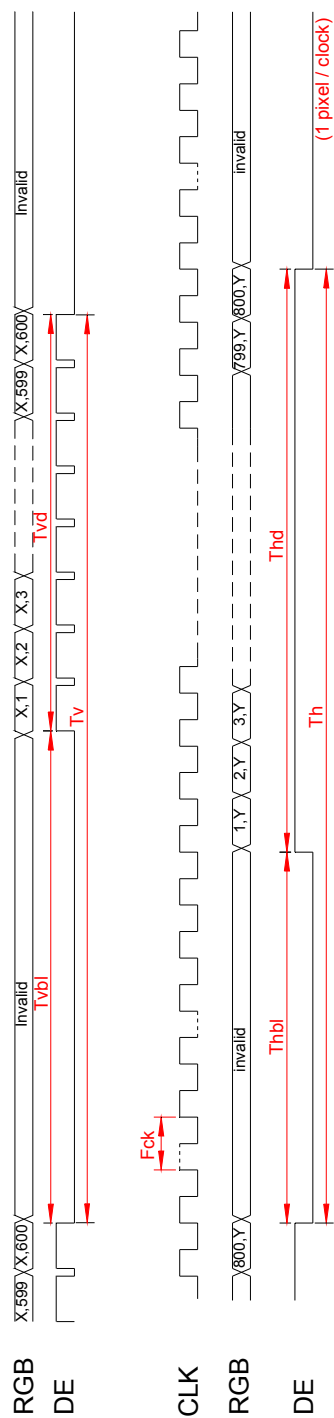 RGB X,599 X,600 Invalid X,1 X,2 X,3 X,599 X,600 Invalid
DE Tvbl Tvd
Tv
Fck
CLK
RGB 800,Y invalid 1,Y 2,Y 3,Y 799,Y 800,Y invalid
DE Thbl Thd
Th (1 pixel / clock)